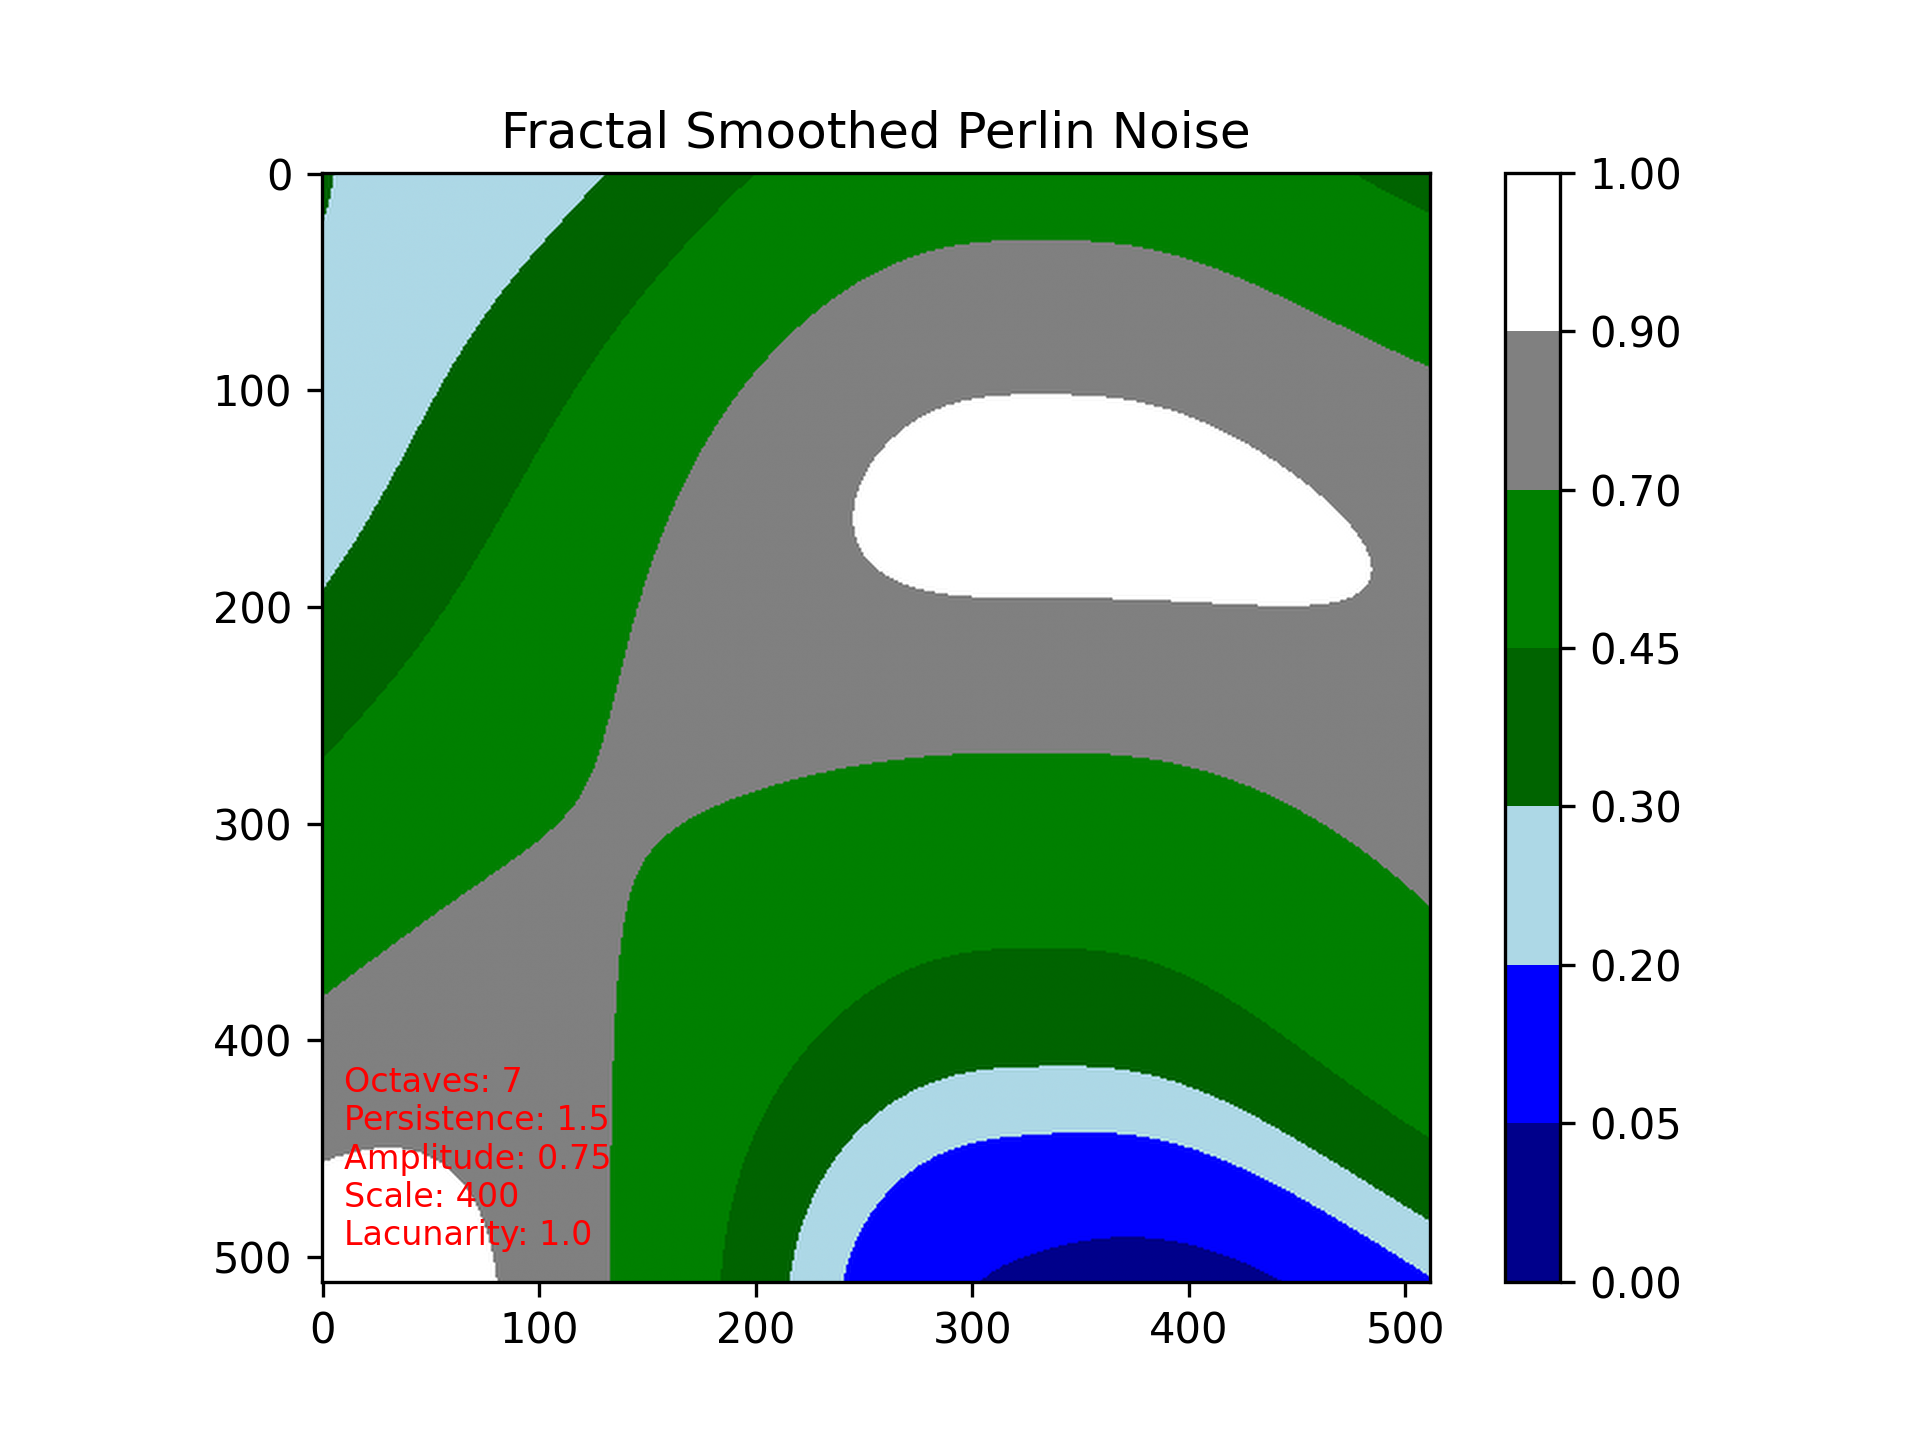 Fractal Smoothed Perlin Noise
0
100
200
300
400
500
Octaves: 7
Persistence: 1.5
Amplitude: 0.75
Scale: 400
Lacunarity: 1.0
0 100 200 300 400 500
1.00
0.90
0.70
0.45
0.30
0.20
0.05
0.00